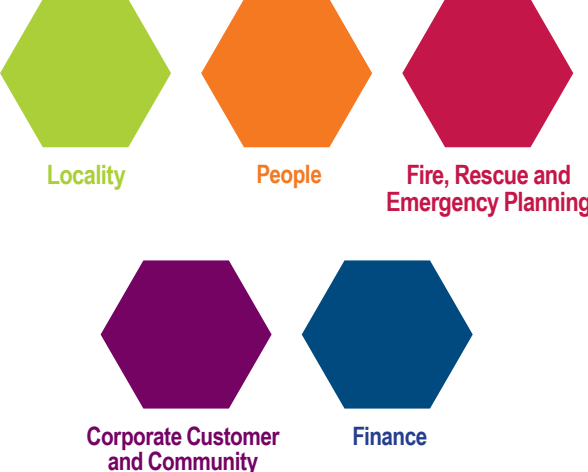 Locality
People
Fire, Rescue and
Emergency Planning
Corporate Customer
and Community
Finance